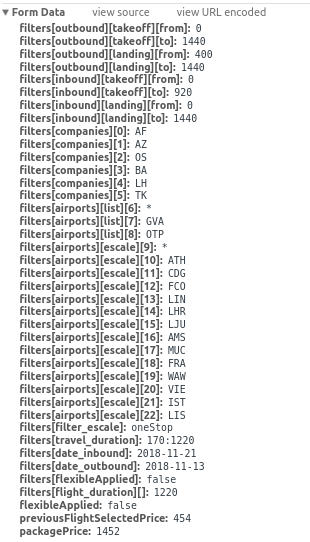 ▼ Form Data view source view URL encoded
filters[outbound][takeoff][from]: 0
filters[outbound][takeoff][to]: 1440
filters[outbound][landing][from]: 400
filters[outbound][landing][to]: 1440
filters[inbound][takeoff][from]: 0
filters[inbound][takeoff][to]: 920
filters[inbound][landing][from]: 0
filters[inbound][landing][to]: 1440
filters[companies][0]: AF
filters[companies][1]: AZ
filters[companies][2]: OS
filters[companies][3]: BA
filters[companies][4]: LH
filters[companies][5]: TK
filters[airports][list][6]: *
filters[airports][list][7]: GVA
filters[airports][list][8]: OTP
filters[airports][escale][9]: *
filters[airports][escale][10]: ATH
filters[airports][escale][11]: CDG
filters[airports][escale][12]: FCO
filters[airports][escale][13]: LIN
filters[airports][escale][14]: LHR
filters[airports][escale][15]: LJU
filters[airports][escale][16]: AMS
filters[airports][escale][17]: MUC
filters[airports][escale][18]: FRA
filters[airports][escale][19]: WAW
filters[airports][escale][20]: VIE
filters[airports][escale][21]: IST
filters[airports][escale][22]: LIS
filters[filter_escale]: oneStop
filters[travel_duration]: 170:1220
filters[date_inbound]: 2018-11-21
filters[date_outbound]: 2018-11-13
filters[flexibleApplied]: false
filters[flight_duration][]: 1220
flexibleApplied: false
previousFlightSelectedPrice: 454
packagePrice: 1452